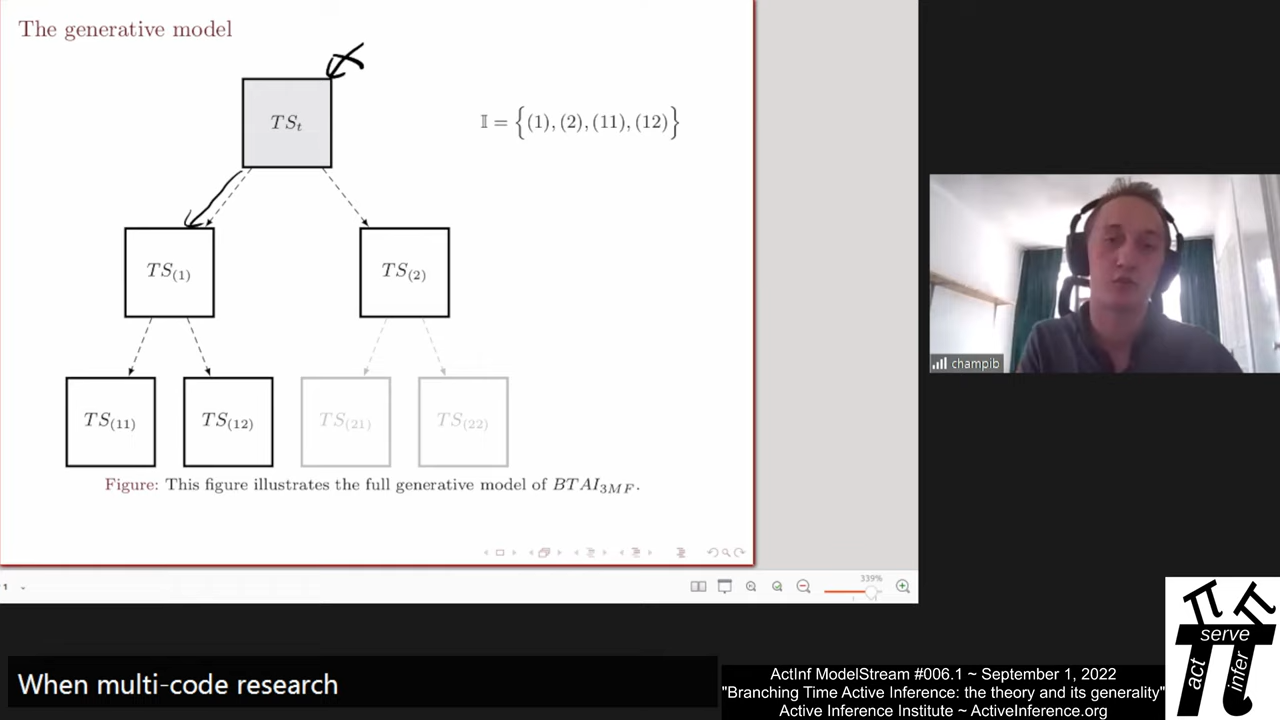 The generative model
TS_t
𝕀 = {(1), (2), (11), (12)}
TS_(1)
TS_(2)
TS_(11)
TS_(12)
TS_(21)
TS_(22)
Figure: This figure illustrates the full generative model of BTAI_3MF.
1
339%
champib
When multi-code research
ActInf ModelStream #006.1 ~ September 1, 2022
"Branching Time Active Inference: the theory and its generality"
Active Inference Institute ~ ActiveInference.org
serve
act
infer